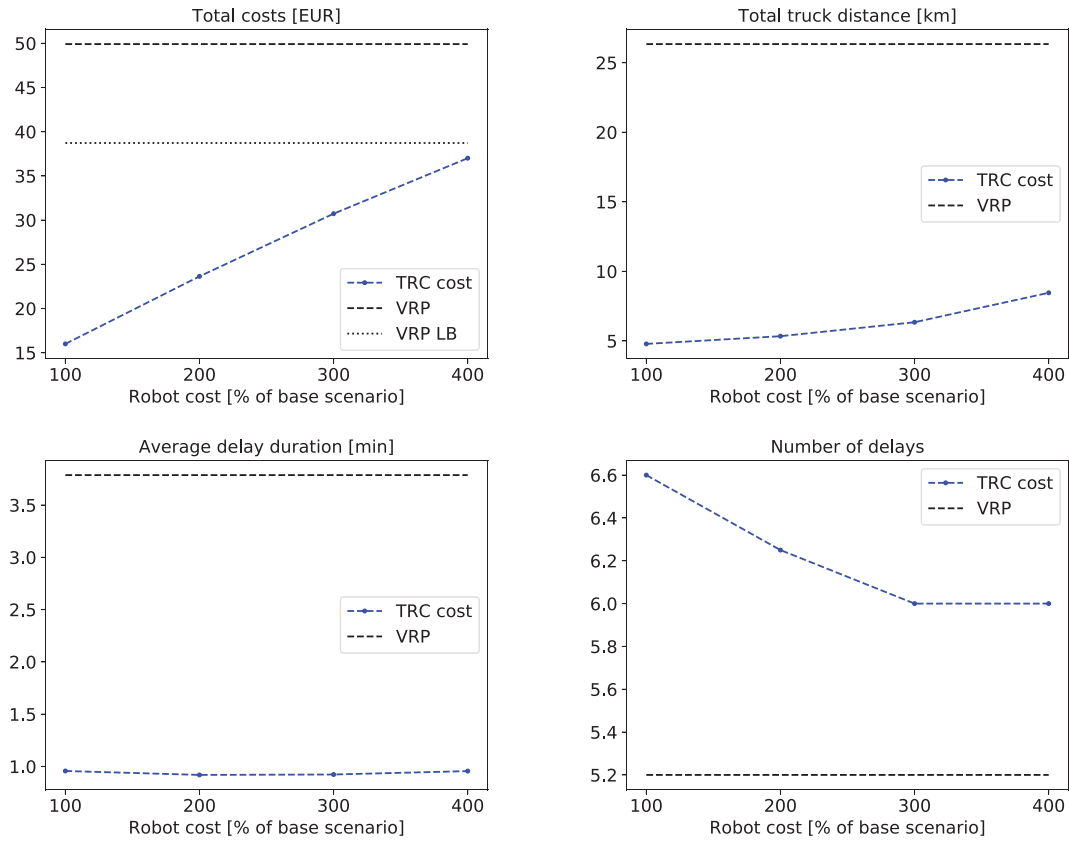 Total costs [EUR]
50
45
40
35
30
25
20
15
100 200 300 400
Robot cost [% of base scenario]
TRC cost
VRP
VRP LB
Total truck distance [km]
25
20
15
10
5
100 200 300 400
Robot cost [% of base scenario]
TRC cost
VRP
Average delay duration [min]
3.5
3.0
2.5
2.0
1.5
1.0
100 200 300 400
Robot cost [% of base scenario]
TRC cost
VRP
Number of delays
6.6
6.4
6.2
6.0
5.8
5.6
5.4
5.2
100 200 300 400
Robot cost [% of base scenario]
TRC cost
VRP